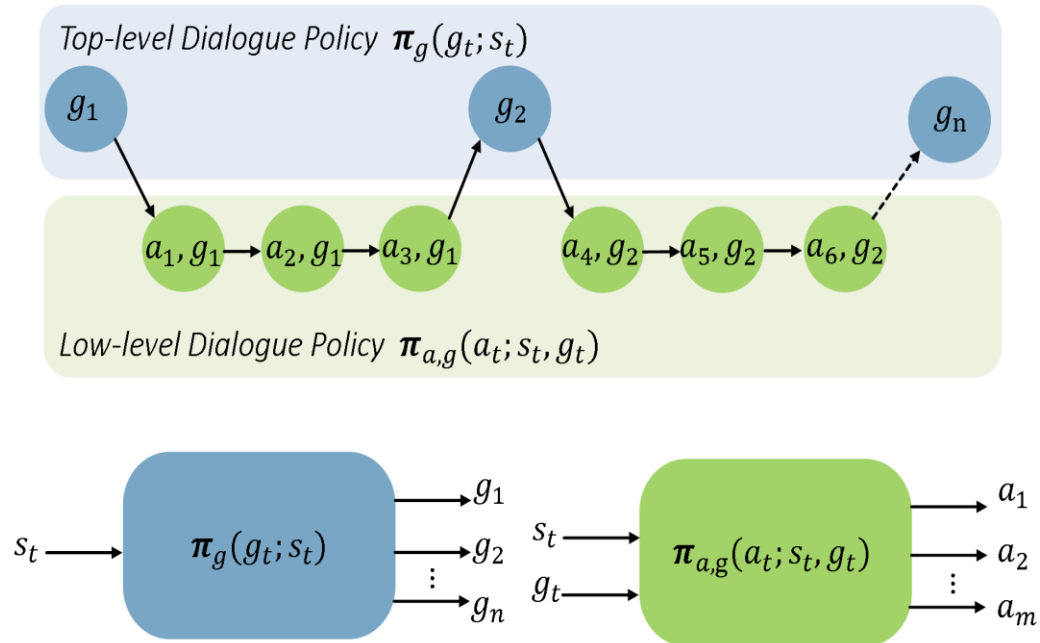 Top-level Dialogue Policy π_g(g_t; s_t)
g_1
g_2
g_n
a_1, g_1
a_2, g_1
a_3, g_1
a_4, g_2
a_5, g_2
a_6, g_2
Low-level Dialogue Policy π_{a,g}(a_t; s_t, g_t)
s_t
π_g(g_t; s_t)
g_1
g_2
⋮
g_n
s_t
g_t
π_{a,g}(a_t; s_t, g_t)
a_1
a_2
⋮
a_m